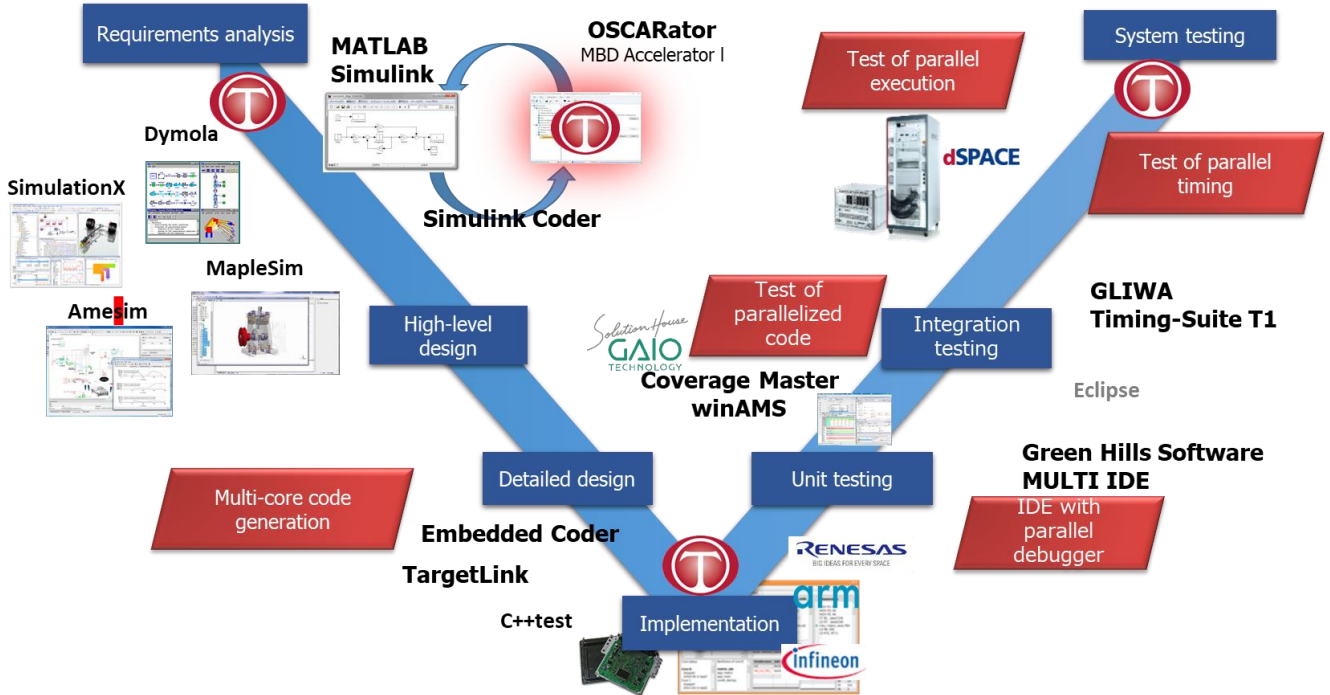 Requirements analysis
MATLAB
Simulink
OSCARator
MBD Accelerator I
Test of parallel
execution
System testing
T
T
T
Dymola
dSPACE
Test of parallel
timing
SimulationX
Simulink Coder
MapleSim
Amesim
High-level
design
Solution House
GAIO
TECHNOLOGY
Test of
parallelized
code
Integration
testing
GLIWA
Timing-Suite T1
Coverage Master
winAMS
Eclipse
Multi-core code
generation
Detailed design
Unit testing
Green Hills Software
MULTI IDE
IDE with
parallel
debugger
Embedded Coder
TargetLink
T
RENESAS
BIG IDEAS FOR EVERY SPACE
arm
C++test
Implementation
infineon